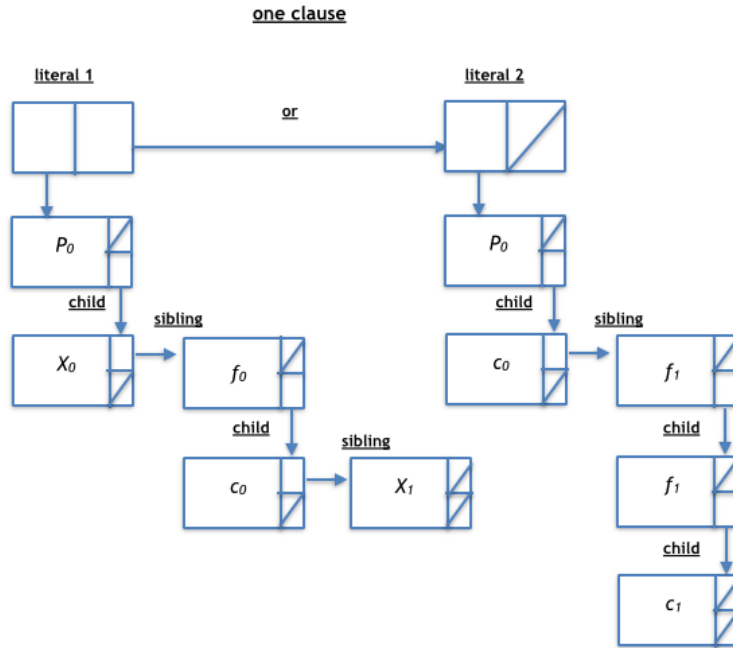 one clause
literal 1 literal 2
or
P₀ P₀
child child
sibling sibling
X₀ f₀ c₀ f₁
child child
sibling
c₀ X₁ f₁
child
c₁